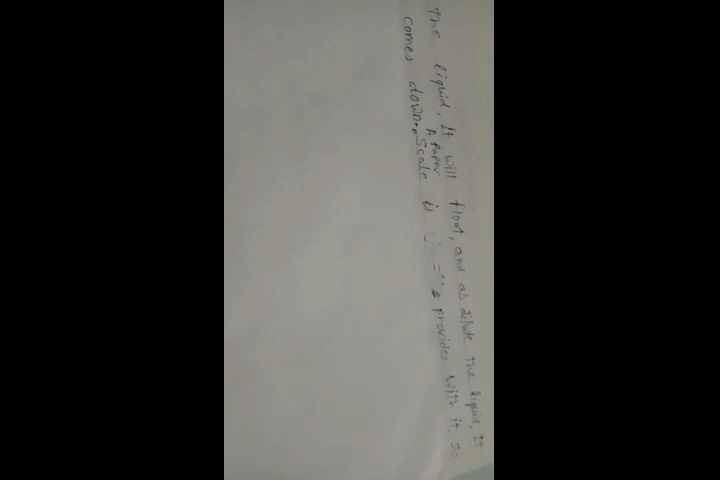 the liquid, It will float, and as dilute the liquid, It
comes down. A paper scale is provides with it, so